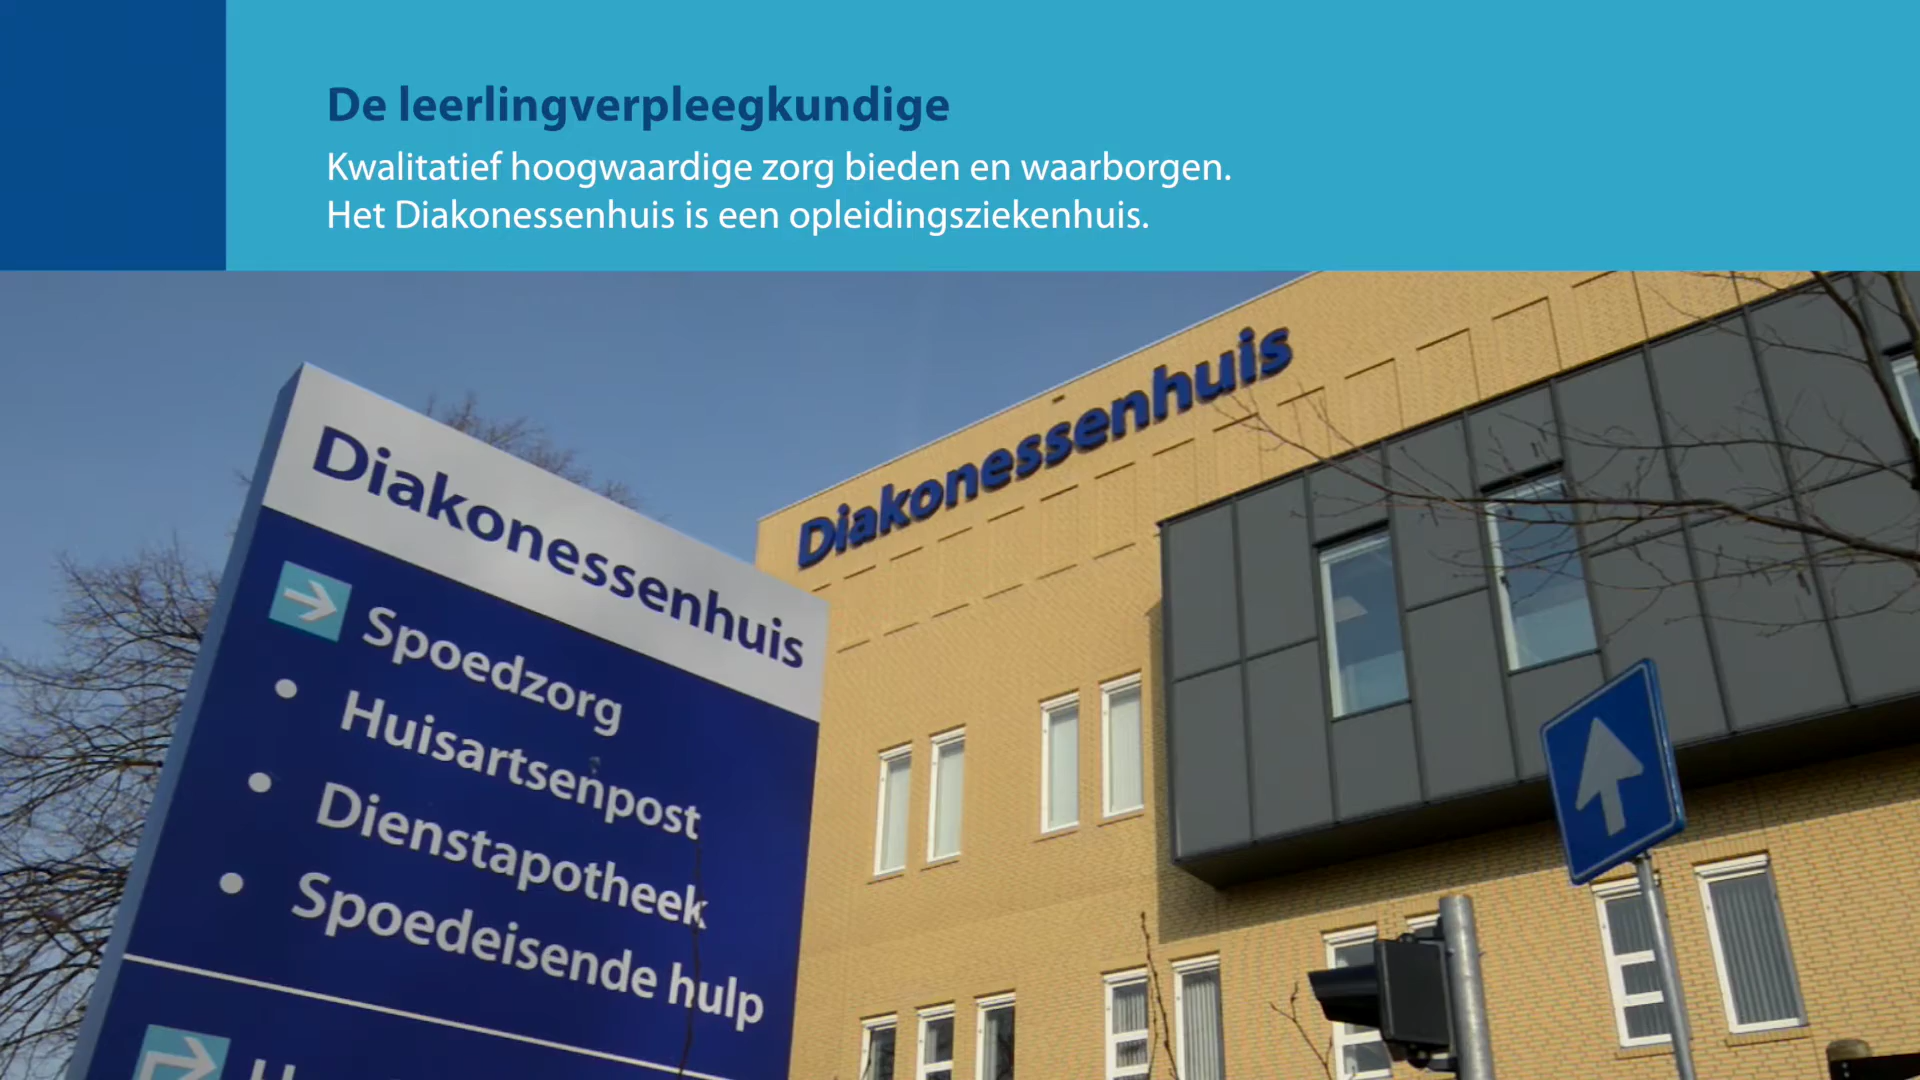 De leerlingverpleegkundige
Kwalitatief hoogwaardige zorg bieden en waarborgen.
Het Diakonessenhuis is een opleidingsziekenhuis.
Diakonessenhuis
Diakonessenhuis
Spoedzorg
• Huisartsenpost
• Dienstapotheek
• Spoedeisende hulp